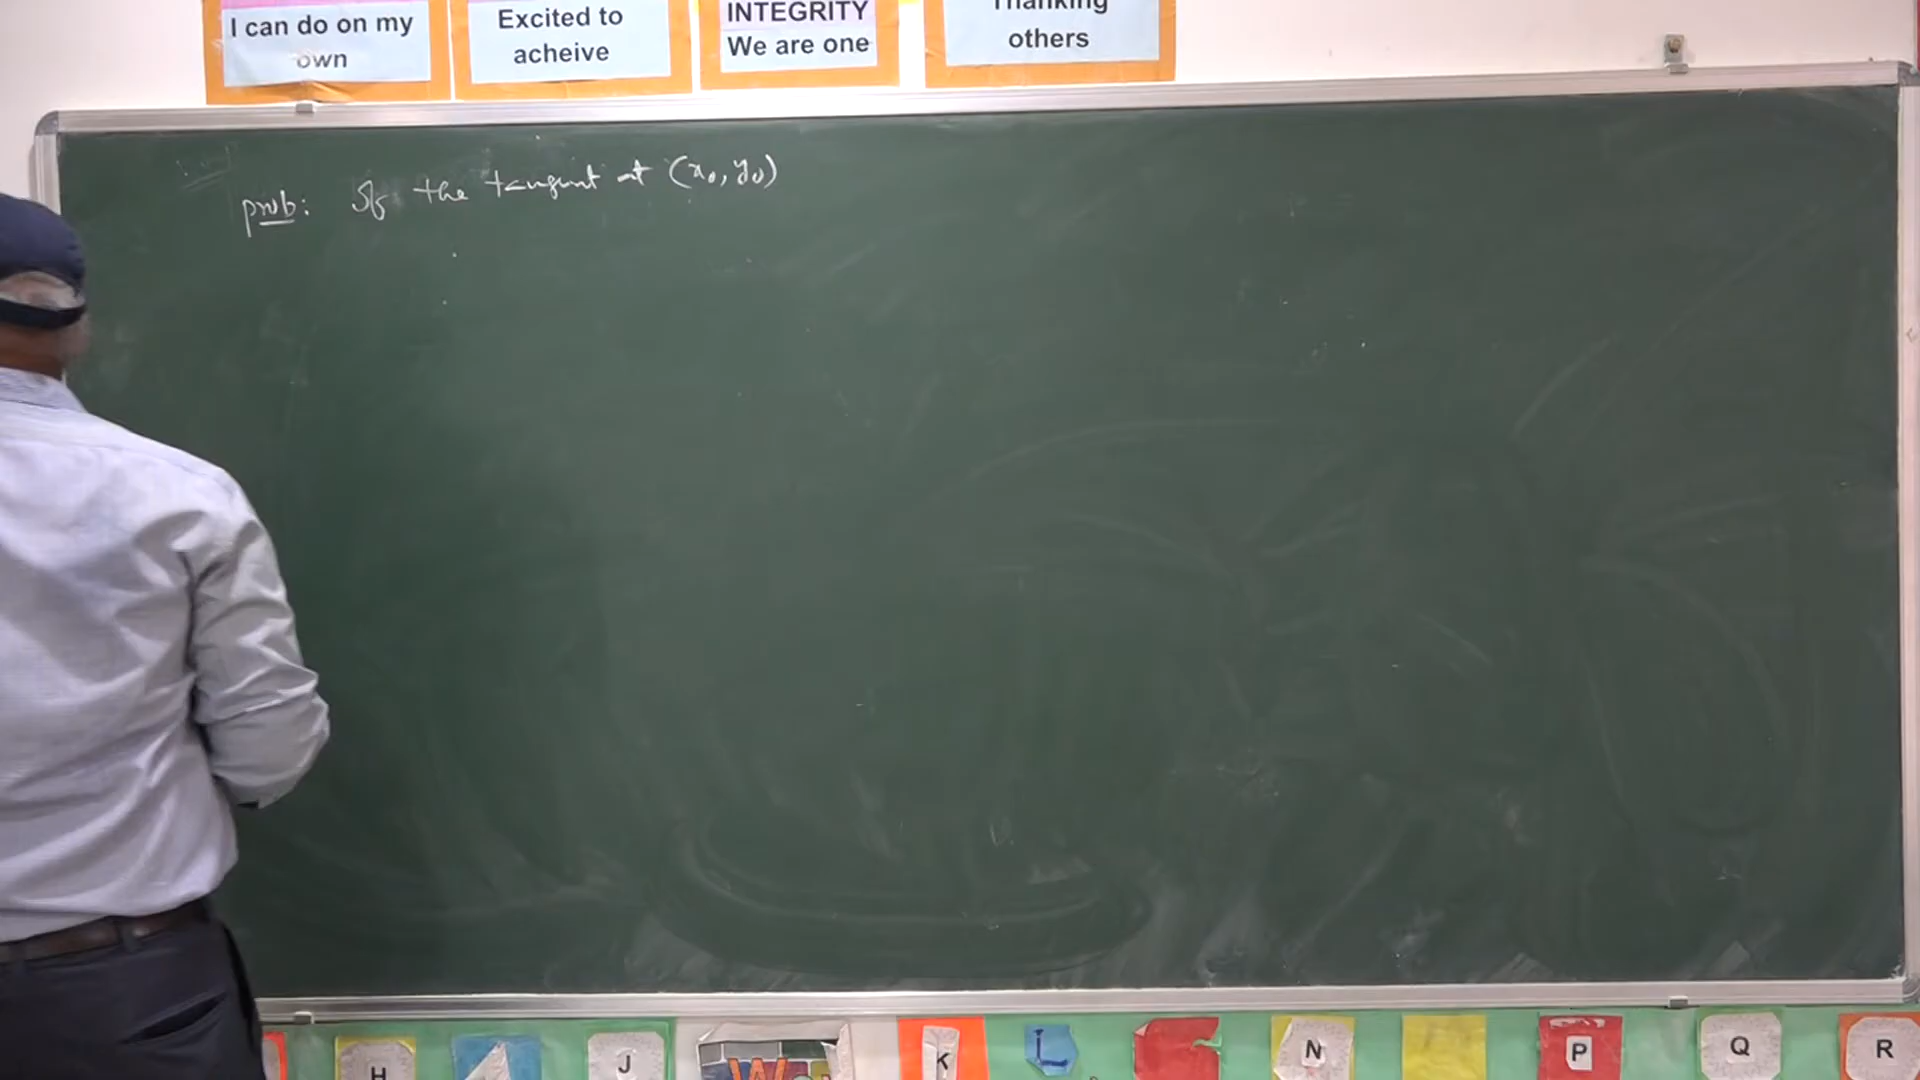 I can do on my
own
Excited to
acheive
INTEGRITY
We are one
Thanking
others
prob: If the tangent at (x₀, y₀)
H
J
K
L
N
P
Q
R